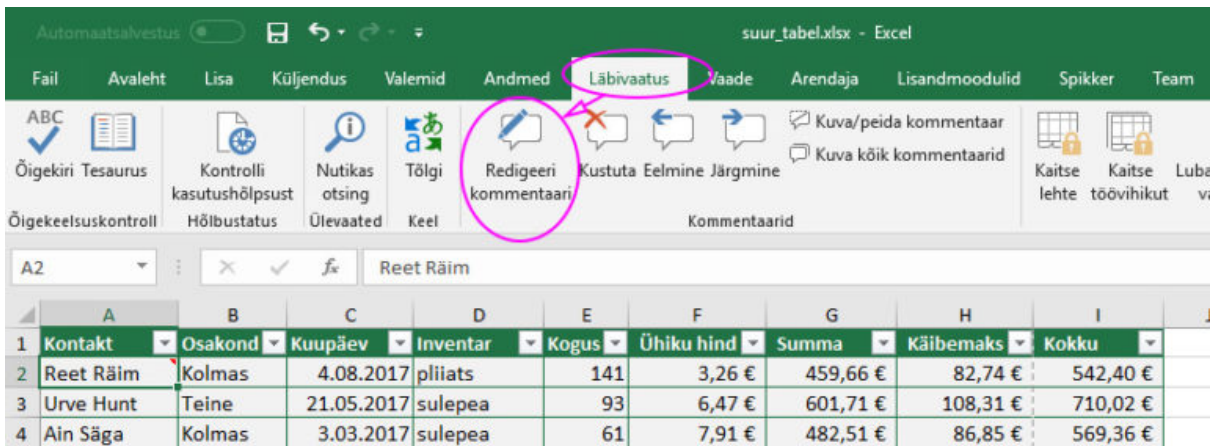 Automaatsalvestus suur_tabel.xlsx - Excel
Fail Avaleht Lisa Küljendus Valemid Andmed Läbivaatus Vaade Arendaja Lisandmoodulid Spikker Team
ABC
Kuva/peida kommentaar
Kuva kõik kommentaarid
Õigekiri Tesaurus Kontrolli Nutikas Tõlgi Redigeeri Kustuta Eelmine Järgmine Kaitse Kaitse
kasutushõlpsust otsing kommentaari lehte töövihikut
Õigekeelsuskontroll Hõlbustatus Ülevaated Keel Kommentaarid
A2 fx Reet Räim
A B C D E F G H I
1 Kontakt Osakond Kuupäev Inventar Kogus Ühiku hind Summa Käibemaks Kokku
2 Reet Räim Kolmas 4.08.2017 pliiats 141 3,26 € 459,66 € 82,74 € 542,40 €
3 Urve Hunt Teine 21.05.2017 sulepea 93 6,47 € 601,71 € 108,31 € 710,02 €
4 Ain Säga Kolmas 3.03.2017 sulepea 61 7,91 € 482,51 € 86,85 € 569,36 €